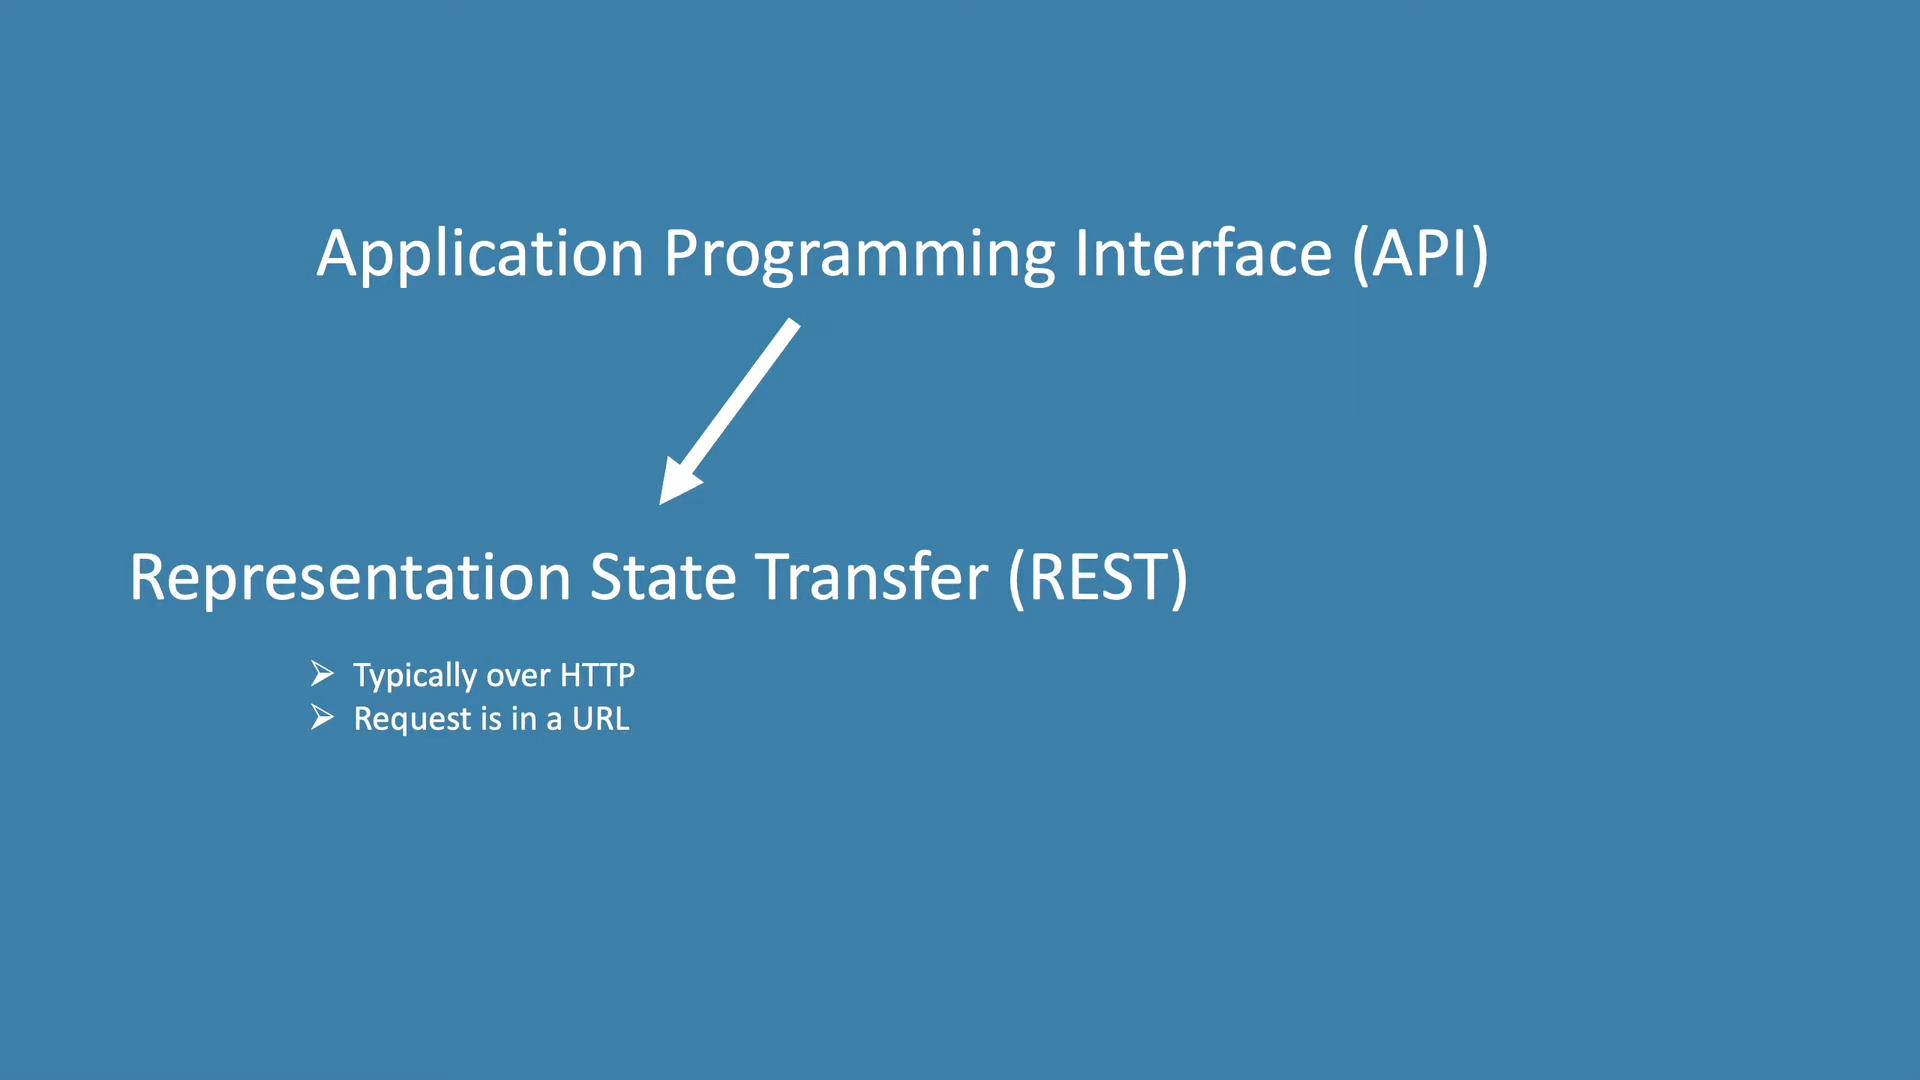 Application Programming Interface (API)
Representation State Transfer (REST)
➢ Typically over HTTP
➢ Request is in a URL